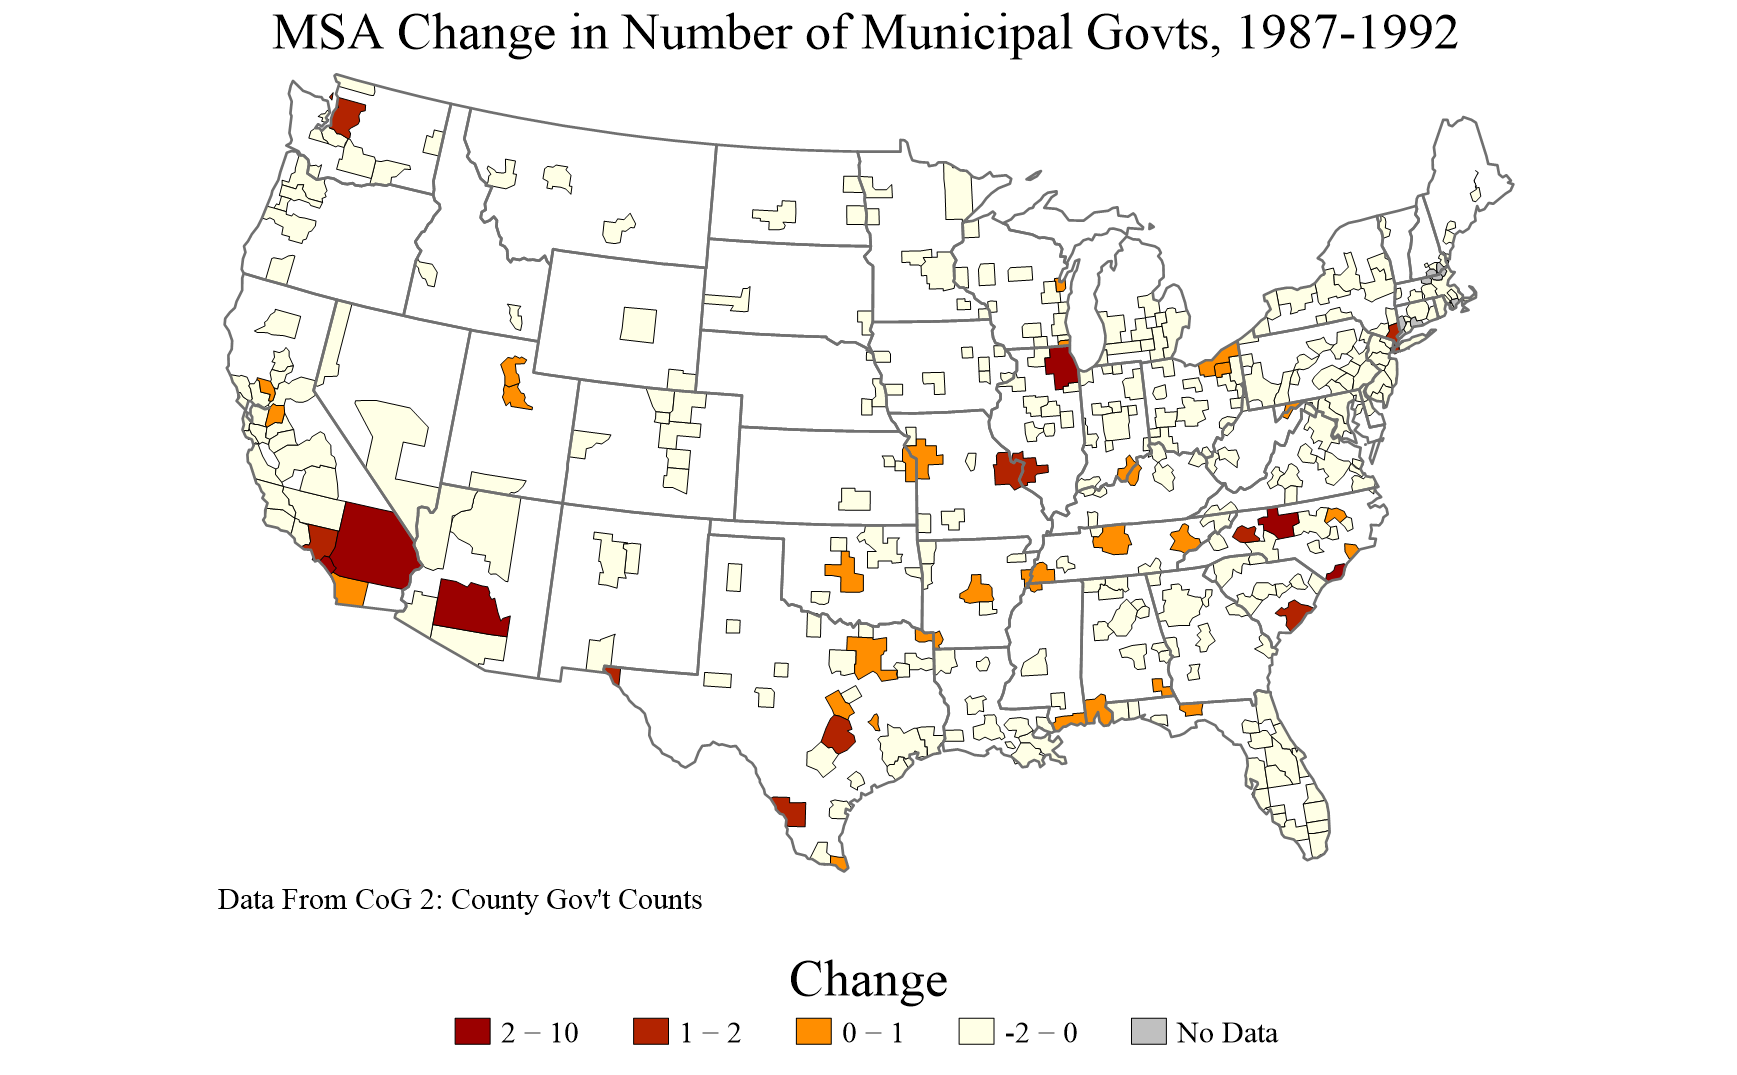 MSA Change in Number of Municipal Govts, 1987-1992
Data From CoG 2: County Gov't Counts
Change
2 – 10 1 – 2 0 – 1 -2 – 0 No Data